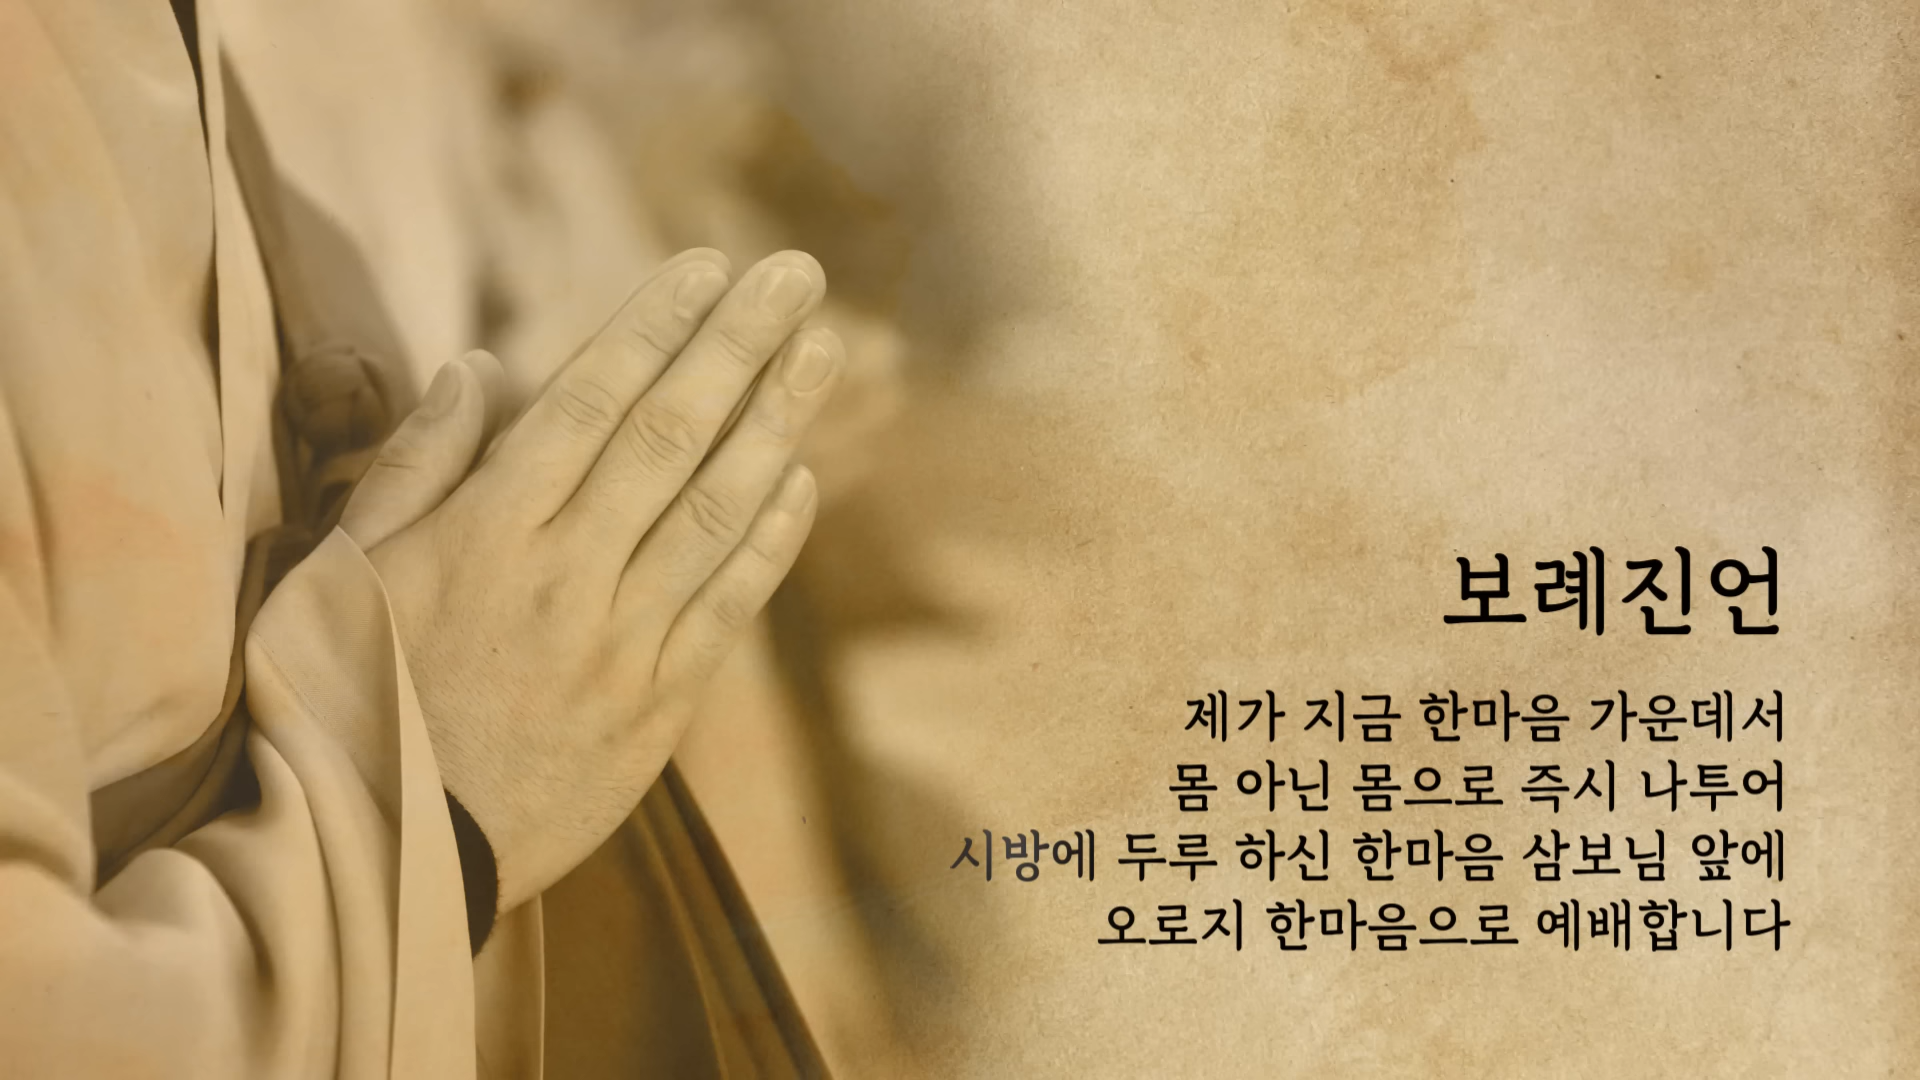 보례진언
제가 지금 한마음 가운데서
몸 아닌 몸으로 즉시 나투어
시방에 두루 하신 한마음 삼보님 앞에
오로지 한마음으로 예배합니다